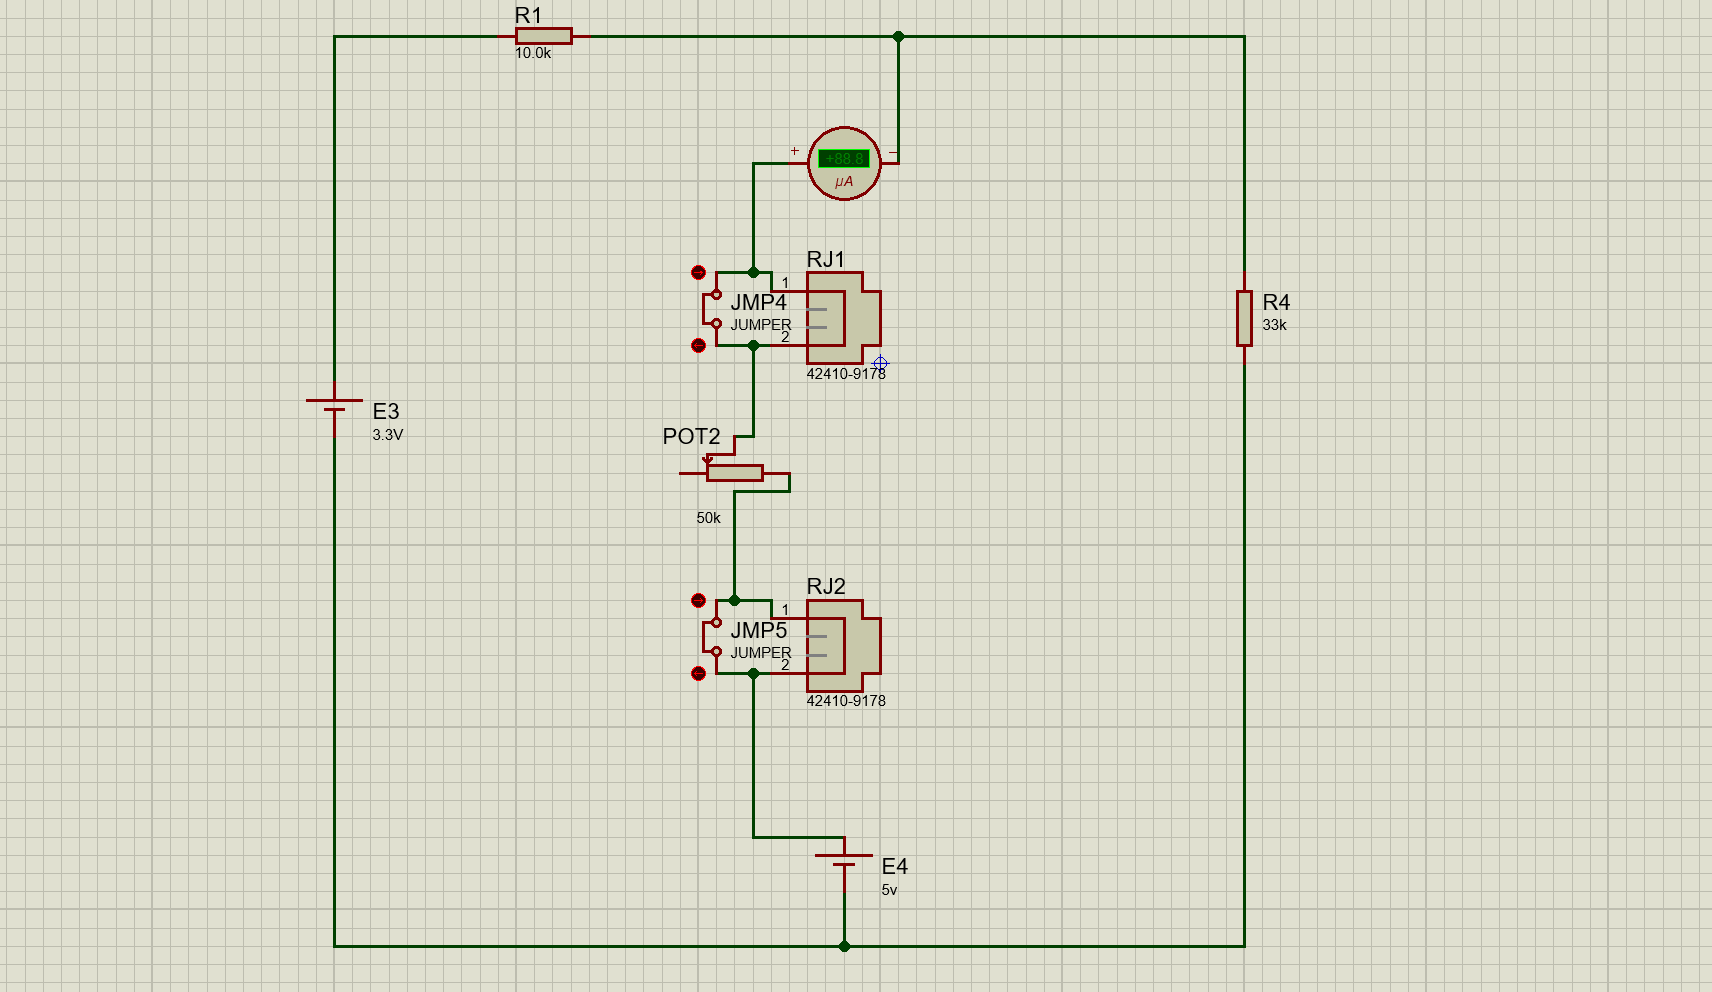 R1
10.0k
+ −
+88.8
µA
RJ1
1
JMP4
JUMPER
2
42410-9178
R4
33k
E3
3.3V
POT2
50k
RJ2
1
JMP5
JUMPER
2
42410-9178
E4
5v